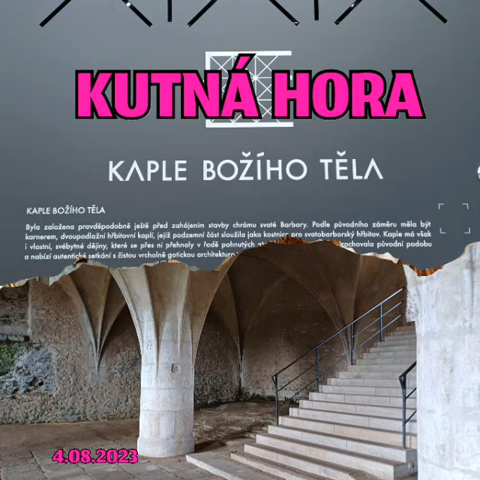 KUTNÁ HORA
KAPLE BOŽÍHO TĚLA
KAPLE BOŽÍHO TĚLA
Byla založena pravděpodobně ještě před zahájením stavby chrámu svaté Barbory. Podle původního záměru měla být
karnerem, dvoupodlažní hřbitovní kaplí, jejíž podzemní část sloužila jako kostnice pro svatobarborský hřbitov. Kaple má však
i vlastní, svébytné dějiny, které se přes ni přehnaly v řadě pohnutých zachovala původní podobu
a nabízí autentické setkání s čistou vrcholně gotickou architekturou
4.08.2023